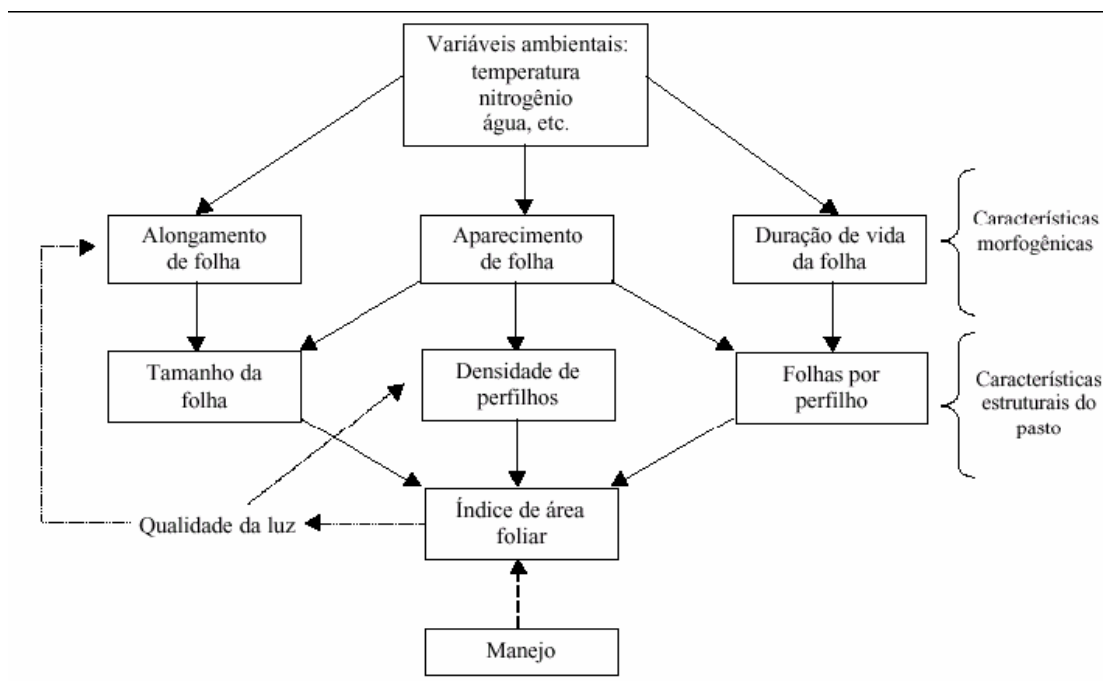 Variáveis ambientais:
temperatura
nitrogênio
água, etc.
Alongamento
de folha
Aparecimento
de folha
Duração de vida
da folha
Características
morfogênicas
Tamanho da
folha
Densidade de
perfilhos
Folhas por
perfilho
Características
estruturais do
pasto
Qualidade da luz
Índice de área
foliar
Manejo